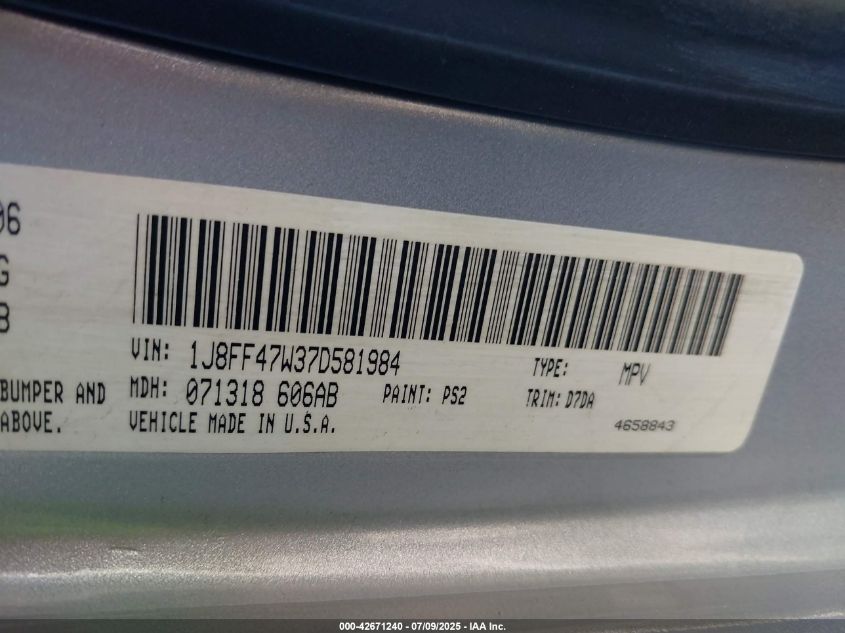 06
G
B
VIN: 1J8FF47W37D581984
TYPE: MPV
BUMPER AND MDH: 071318 606AB PAINT: PS2 TRIM: D7DA
ABOVE. VEHICLE MADE IN U.S.A. 4658843
000-42671240 - 07/09/2025 - IAA Inc.